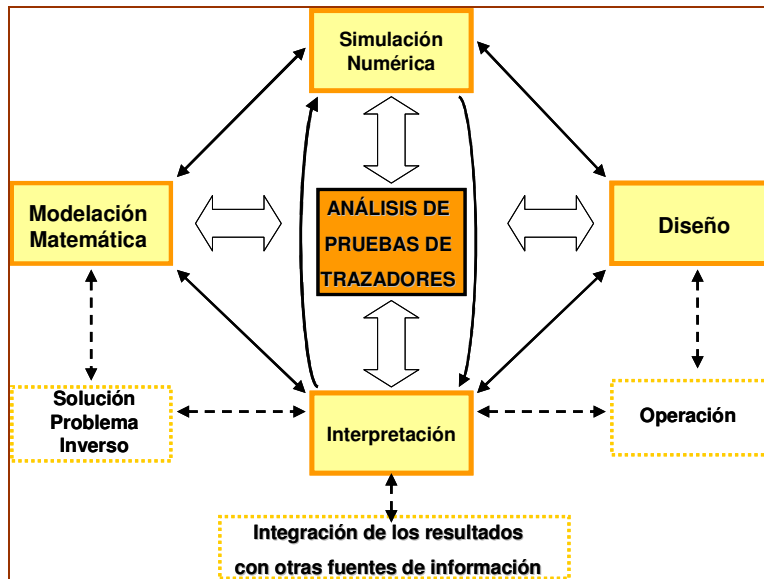 Simulación
Numérica
Modelación
Matemática
ANÁLISIS DE
PRUEBAS DE
TRAZADORES
Diseño
Solución
Problema
Inverso
Interpretación
Operación
Integración de los resultados
con otras fuentes de información